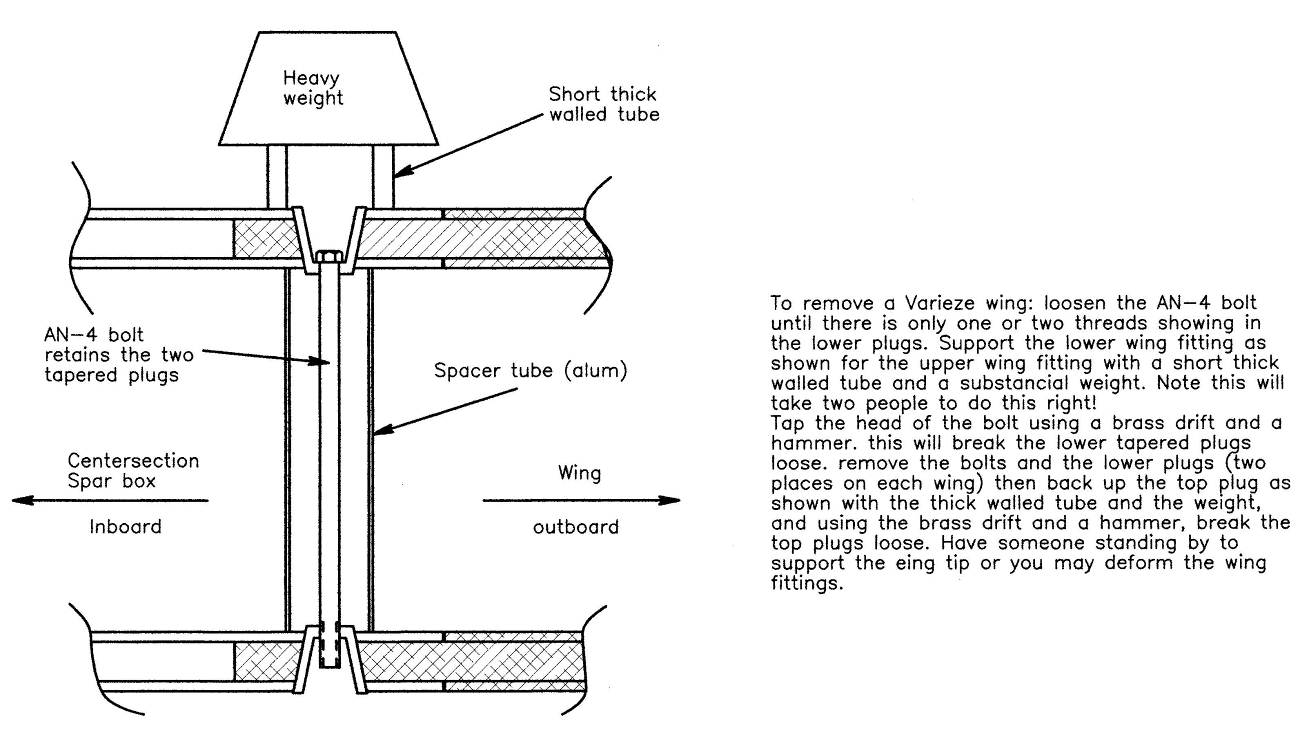 Heavy
weight
Short thick
walled tube
AN-4 bolt
retains the two
tapered plugs
Spacer tube (alum)
Centersection
Spar box
Inboard
Wing
outboard
To remove a Varieze wing: loosen the AN-4 bolt
until there is only one or two threads showing in
the lower plugs. Support the lower wing fitting as
shown for the upper wing fitting with a short thick
walled tube and a substancial weight. Note this will
take two people to do this right!
Tap the head of the bolt using a brass drift and a
hammer. this will break the lower tapered plugs
loose. remove the bolts and the lower plugs (two
places on each wing) then back up the top plug as
shown with the thick walled tube and the weight,
and using the brass drift and a hammer, break the
top plugs loose. Have someone standing by to
support the eing tip or you may deform the wing
fittings.